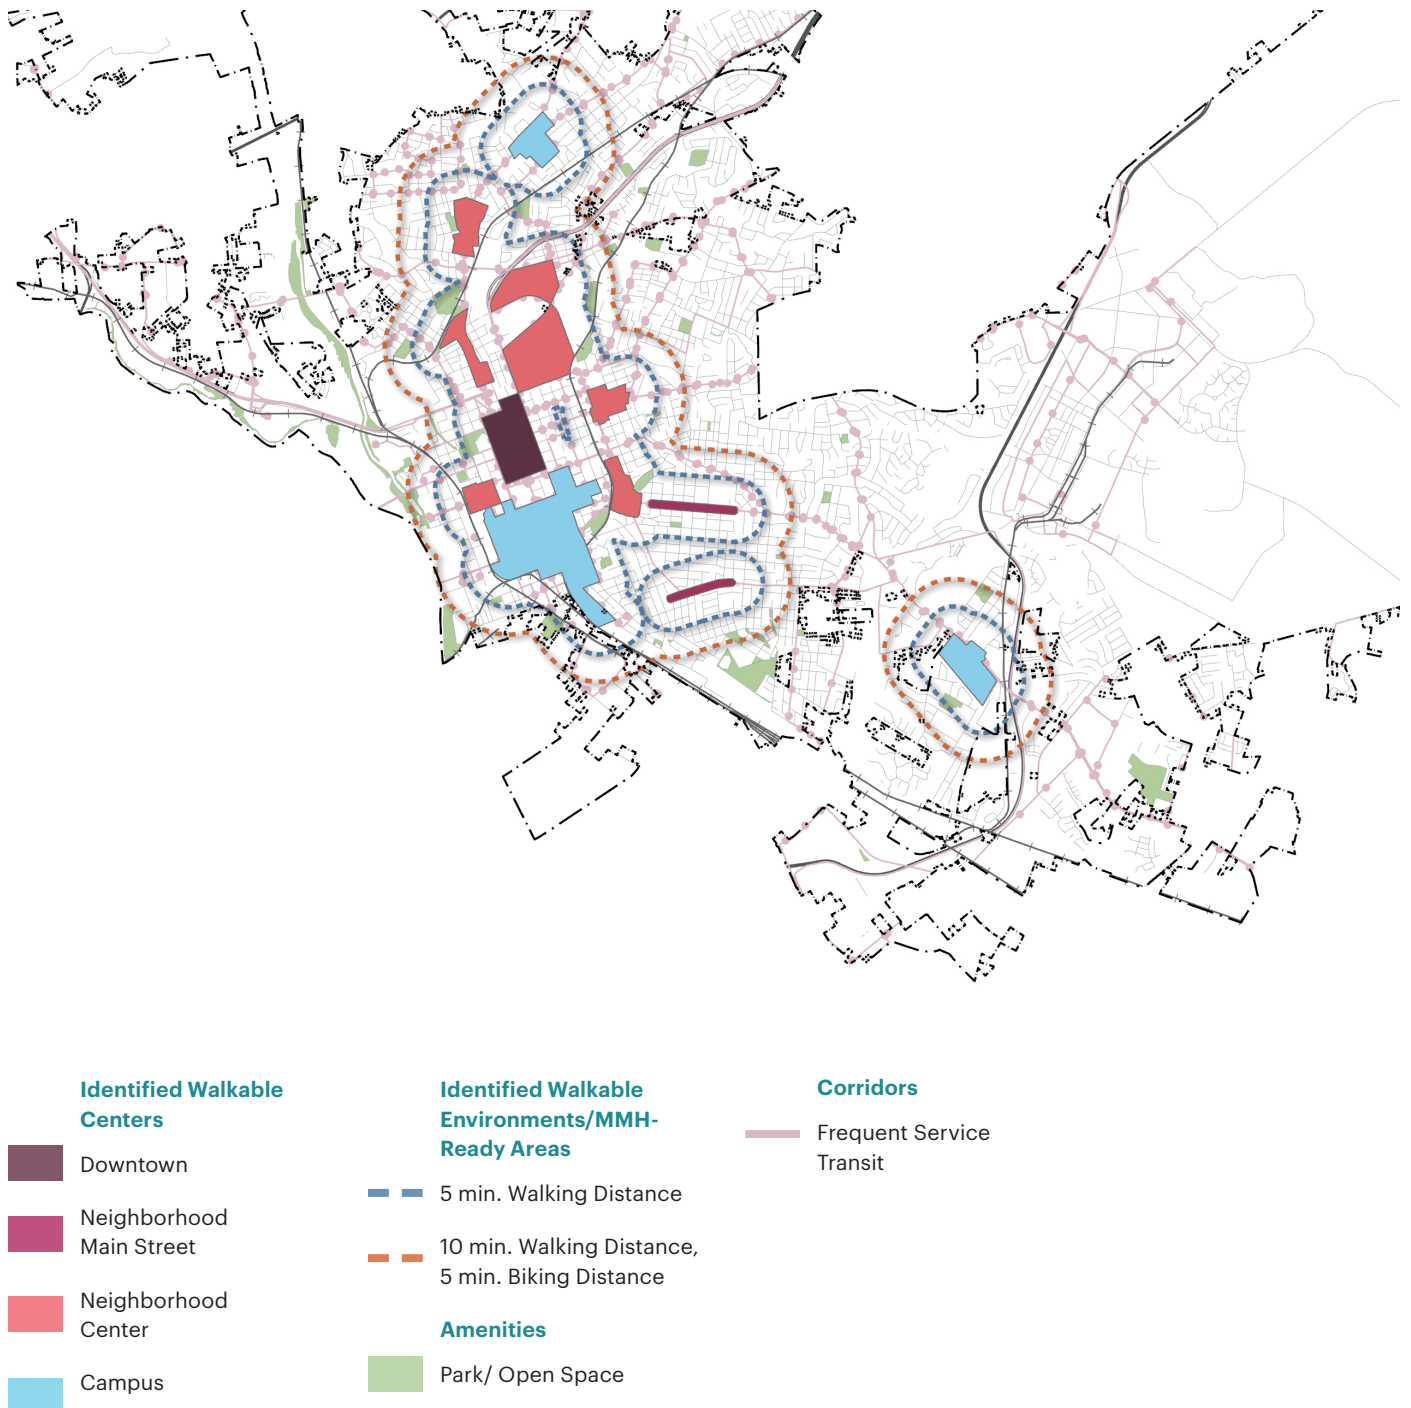 Identified Walkable
Centers
Downtown
Neighborhood
Main Street
Neighborhood
Center
Campus
Identified Walkable
Environments/MMH-
Ready Areas
5 min. Walking Distance
10 min. Walking Distance,
5 min. Biking Distance
Amenities
Park/ Open Space
Corridors
Frequent Service
Transit